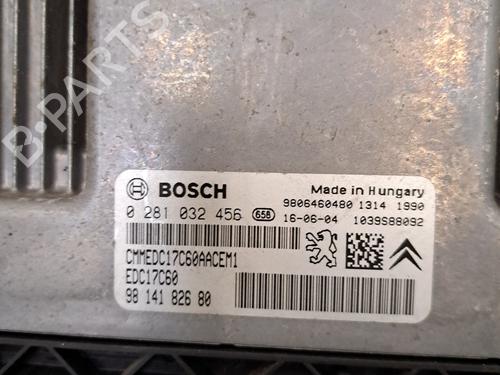 B-PARTS
BOSCH
Made in Hungary
9806460480 1314 1990
0 281 032 456 658 16-06-04 1039S88092
CMMEDC17C60AACEM1
EDC17C60
98 141 826 80